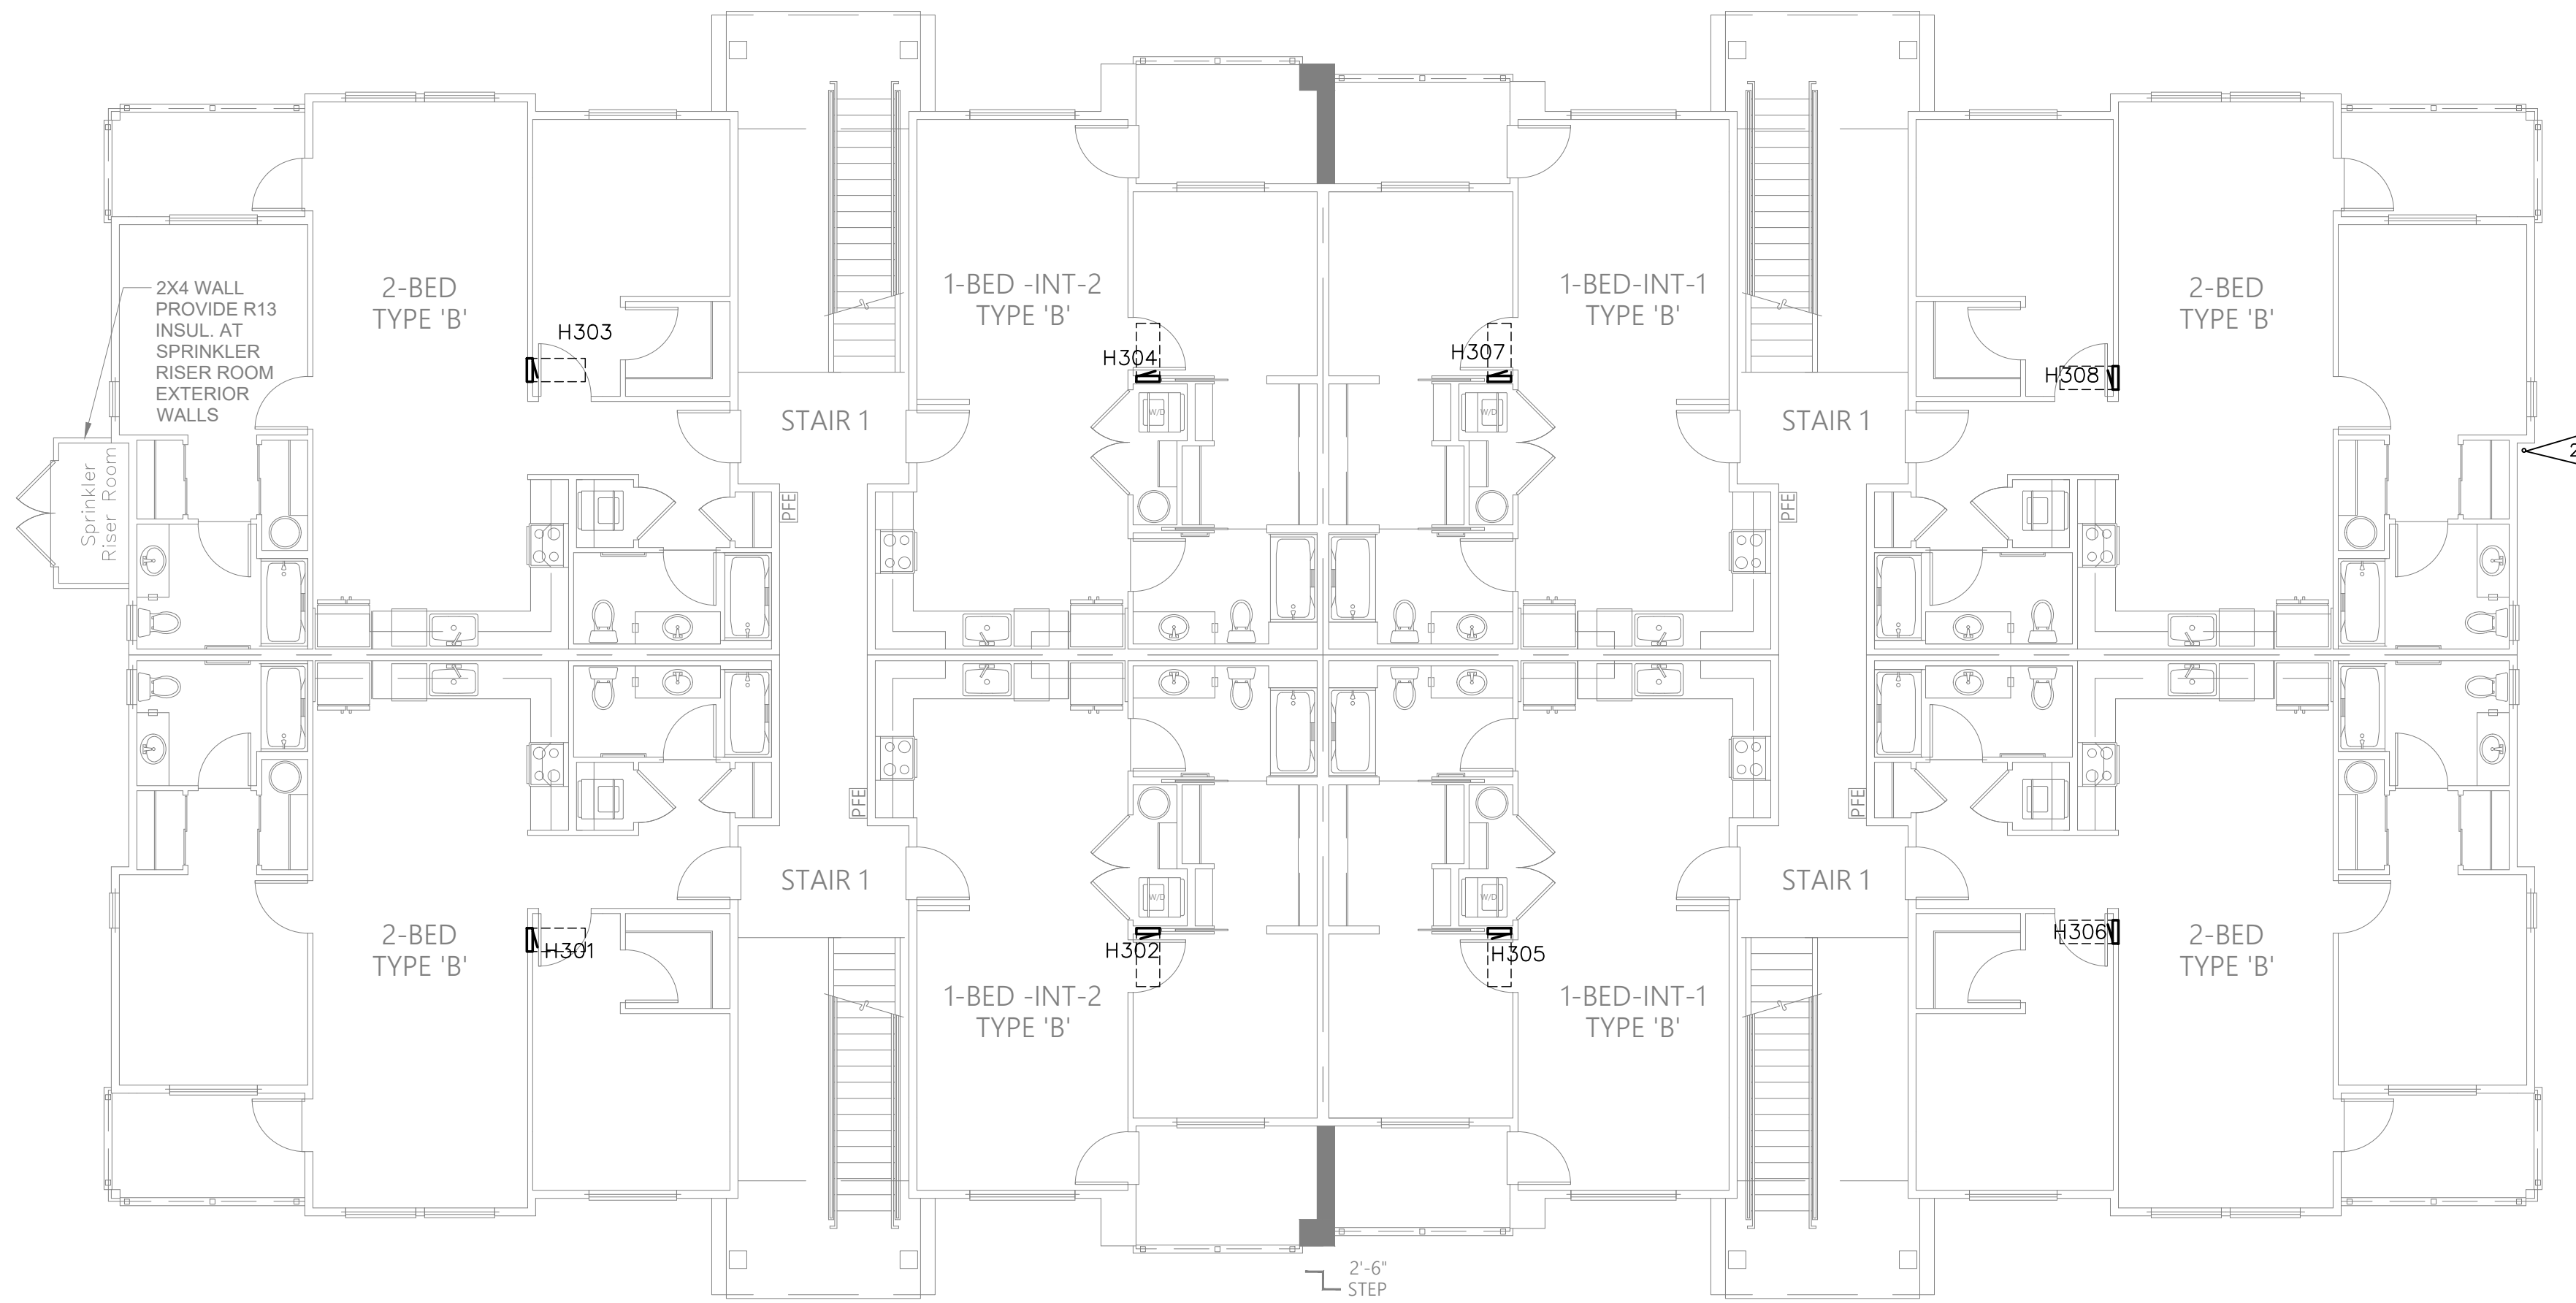 2-BED
TYPE 'B'
1-BED -INT-2
TYPE 'B'
1-BED-INT-1
TYPE 'B'
2-BED
TYPE 'B'
2X4 WALL
PROVIDE R13
INSUL. AT
SPRINKLER
RISER ROOM
EXTERIOR
WALLS
H303
H304
H307
H308
W/D
W/D
STAIR 1
STAIR 1
2
Sprinkler
Riser Room
PFE
PFE
PFE
PFE
STAIR 1
STAIR 1
W/D
W/D
2-BED
TYPE 'B'
H301
H302
H305
H306
2-BED
TYPE 'B'
1-BED -INT-2
TYPE 'B'
1-BED-INT-1
TYPE 'B'
2'-6"
STEP